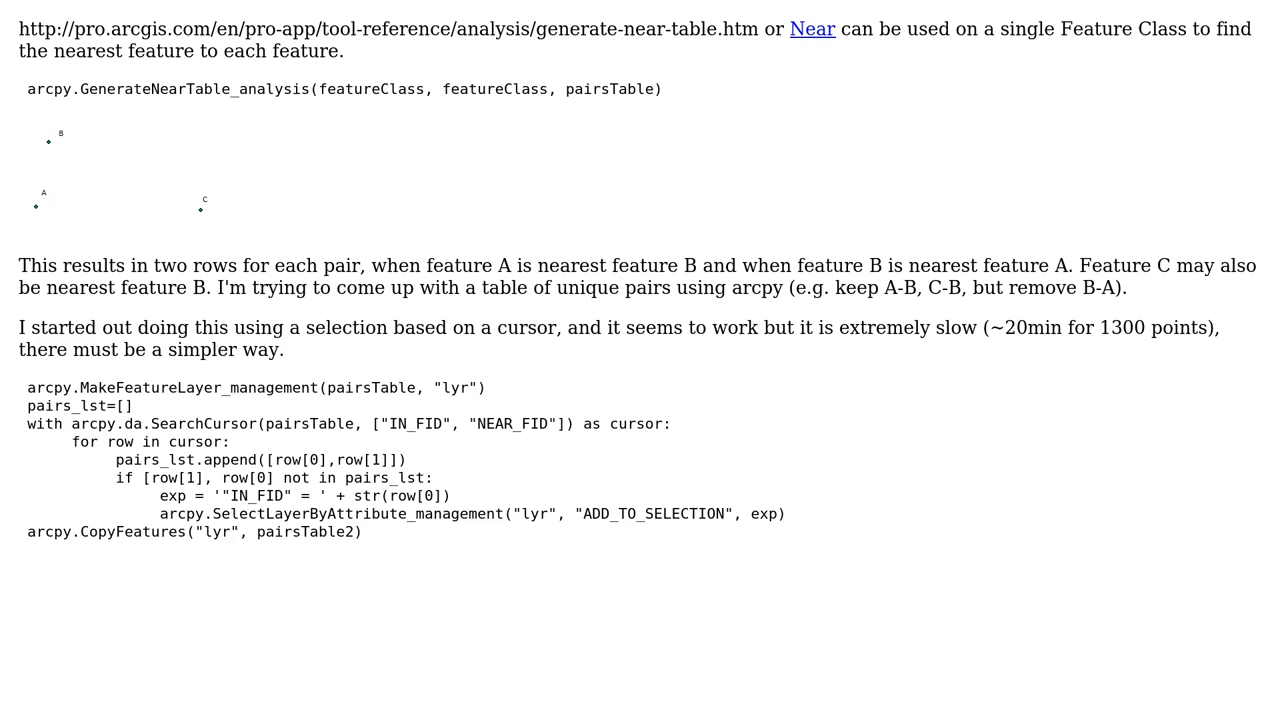 http://pro.arcgis.com/en/pro-app/tool-reference/analysis/generate-near-table.htm or Near can be used on a single Feature Class to find
the nearest feature to each feature.
arcpy.GenerateNearTable_analysis(featureClass, featureClass, pairsTable)
B
A
C
This results in two rows for each pair, when feature A is nearest feature B and when feature B is nearest feature A. Feature C may also
be nearest feature B. I'm trying to come up with a table of unique pairs using arcpy (e.g. keep A-B, C-B, but remove B-A).
I started out doing this using a selection based on a cursor, and it seems to work but it is extremely slow (~20min for 1300 points),
there must be a simpler way.
arcpy.MakeFeatureLayer_management(pairsTable, "lyr")
pairs_lst=[]
with arcpy.da.SearchCursor(pairsTable, ["IN_FID", "NEAR_FID"]) as cursor:
     for row in cursor:
          pairs_lst.append([row[0],row[1]])
          if [row[1], row[0] not in pairs_lst:
               exp = '"IN_FID" = ' + str(row[0])
               arcpy.SelectLayerByAttribute_management("lyr", "ADD_TO_SELECTION", exp)
arcpy.CopyFeatures("lyr", pairsTable2)